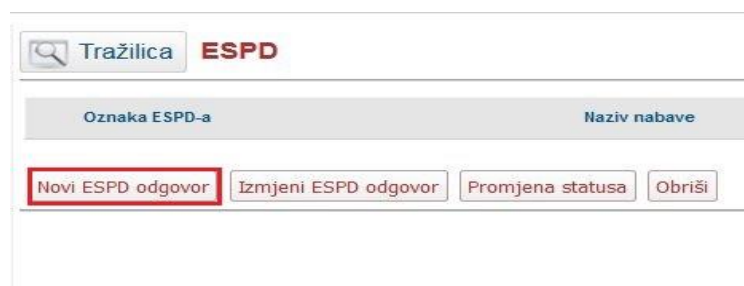 Tražilica ESPD
Oznaka ESPD-a Naziv nabave
Novi ESPD odgovor Izmjeni ESPD odgovor Promjena statusa Obriši